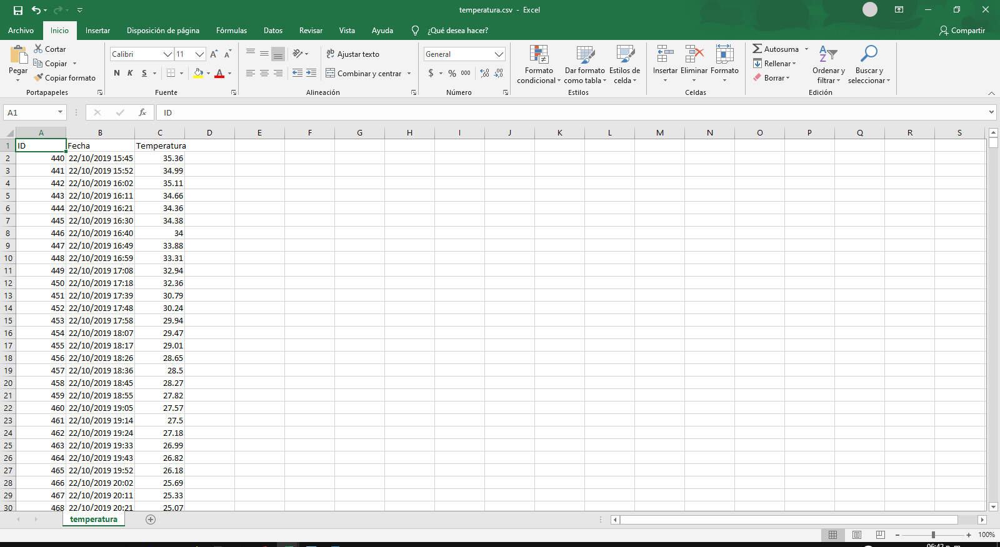 temperatura.csv - Excel
Archivo Inicio Insertar Disposición de página Fórmulas Datos Revisar Vista Ayuda ¿Qué desea hacer? Compartir
Pegar
Cortar
Copiar
Copiar formato
Portapapeles
Calibri 11
N K S
Fuente
Ajustar texto
Combinar y centrar
Alineación
General
$ % 000
Número
Formato condicional
Dar formato como tabla
Estilos de celda
Estilos
Insertar Eliminar Formato
Celdas
Autosuma
Rellenar
Borrar
Ordenar y filtrar
Buscar y seleccionar
Edición
A1 fx ID
A B C D E F G H I J K L M N O P Q R S
1 ID Fecha Temperatura
2 440 22/10/2019 15:45 35.36
3 441 22/10/2019 15:52 34.99
4 442 22/10/2019 16:02 35.11
5 443 22/10/2019 16:11 34.66
6 444 22/10/2019 16:21 34.36
7 445 22/10/2019 16:30 34.38
8 446 22/10/2019 16:40 34
9 447 22/10/2019 16:49 33.88
10 448 22/10/2019 16:59 33.31
11 449 22/10/2019 17:08 32.94
12 450 22/10/2019 17:18 32.36
13 451 22/10/2019 17:39 30.79
14 452 22/10/2019 17:48 30.24
15 453 22/10/2019 17:58 29.94
16 454 22/10/2019 18:07 29.47
17 455 22/10/2019 18:17 29.01
18 456 22/10/2019 18:26 28.65
19 457 22/10/2019 18:36 28.5
20 458 22/10/2019 18:45 28.27
21 459 22/10/2019 18:55 27.82
22 460 22/10/2019 19:05 27.57
23 461 22/10/2019 19:14 27.5
24 462 22/10/2019 19:24 27.18
25 463 22/10/2019 19:33 26.99
26 464 22/10/2019 19:43 26.82
27 465 22/10/2019 19:52 26.18
28 466 22/10/2019 20:02 25.69
29 467 22/10/2019 20:11 25.33
30 468 22/10/2019 20:21 25.07
temperatura
100%